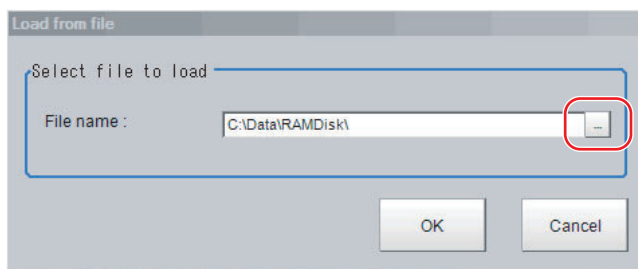 Load from file
Select file to load
File name :
C:\Data\RAMDisk\
...
OK
Cancel